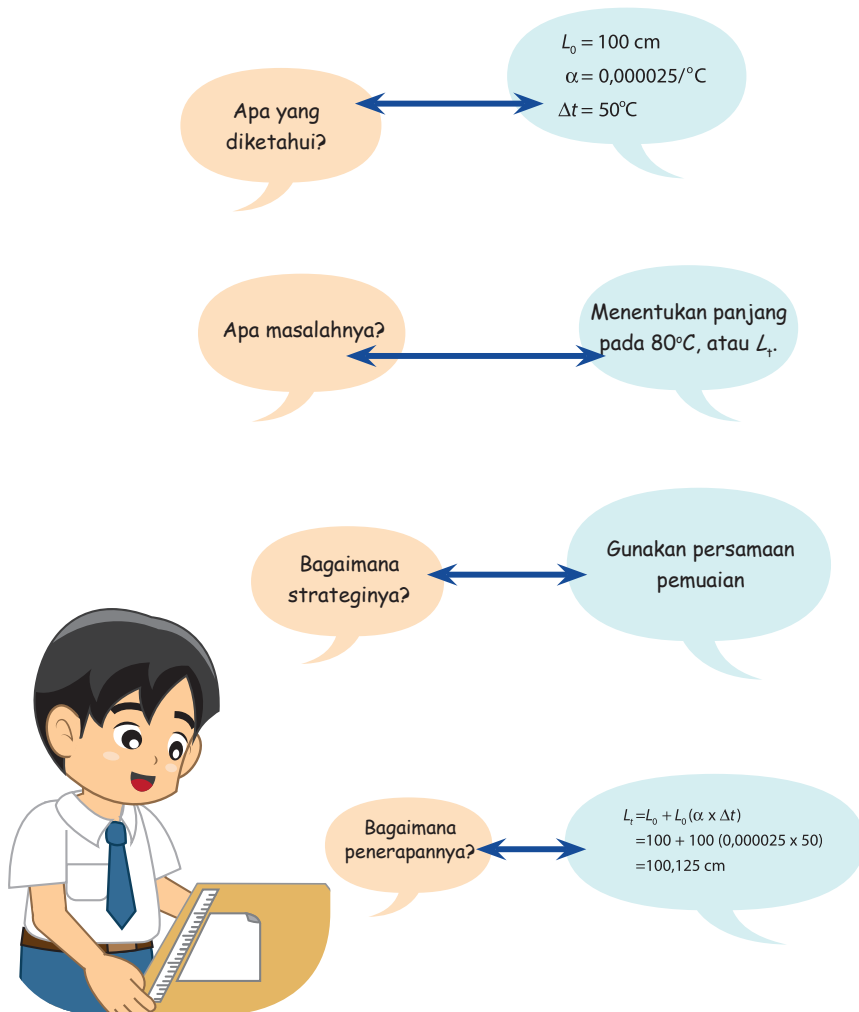 Apa yang
diketahui?
L₀ = 100 cm
α = 0,000025/°C
Δt = 50°C
Apa masalahnya?
Menentukan panjang
pada 80°C, atau Lₜ.
Bagaimana
strateginya?
Gunakan persamaan
pemuaian
Bagaimana
penerapannya?
Lₜ =L₀ + L₀ (α x Δt)
=100 + 100 (0,000025 x 50)
=100,125 cm